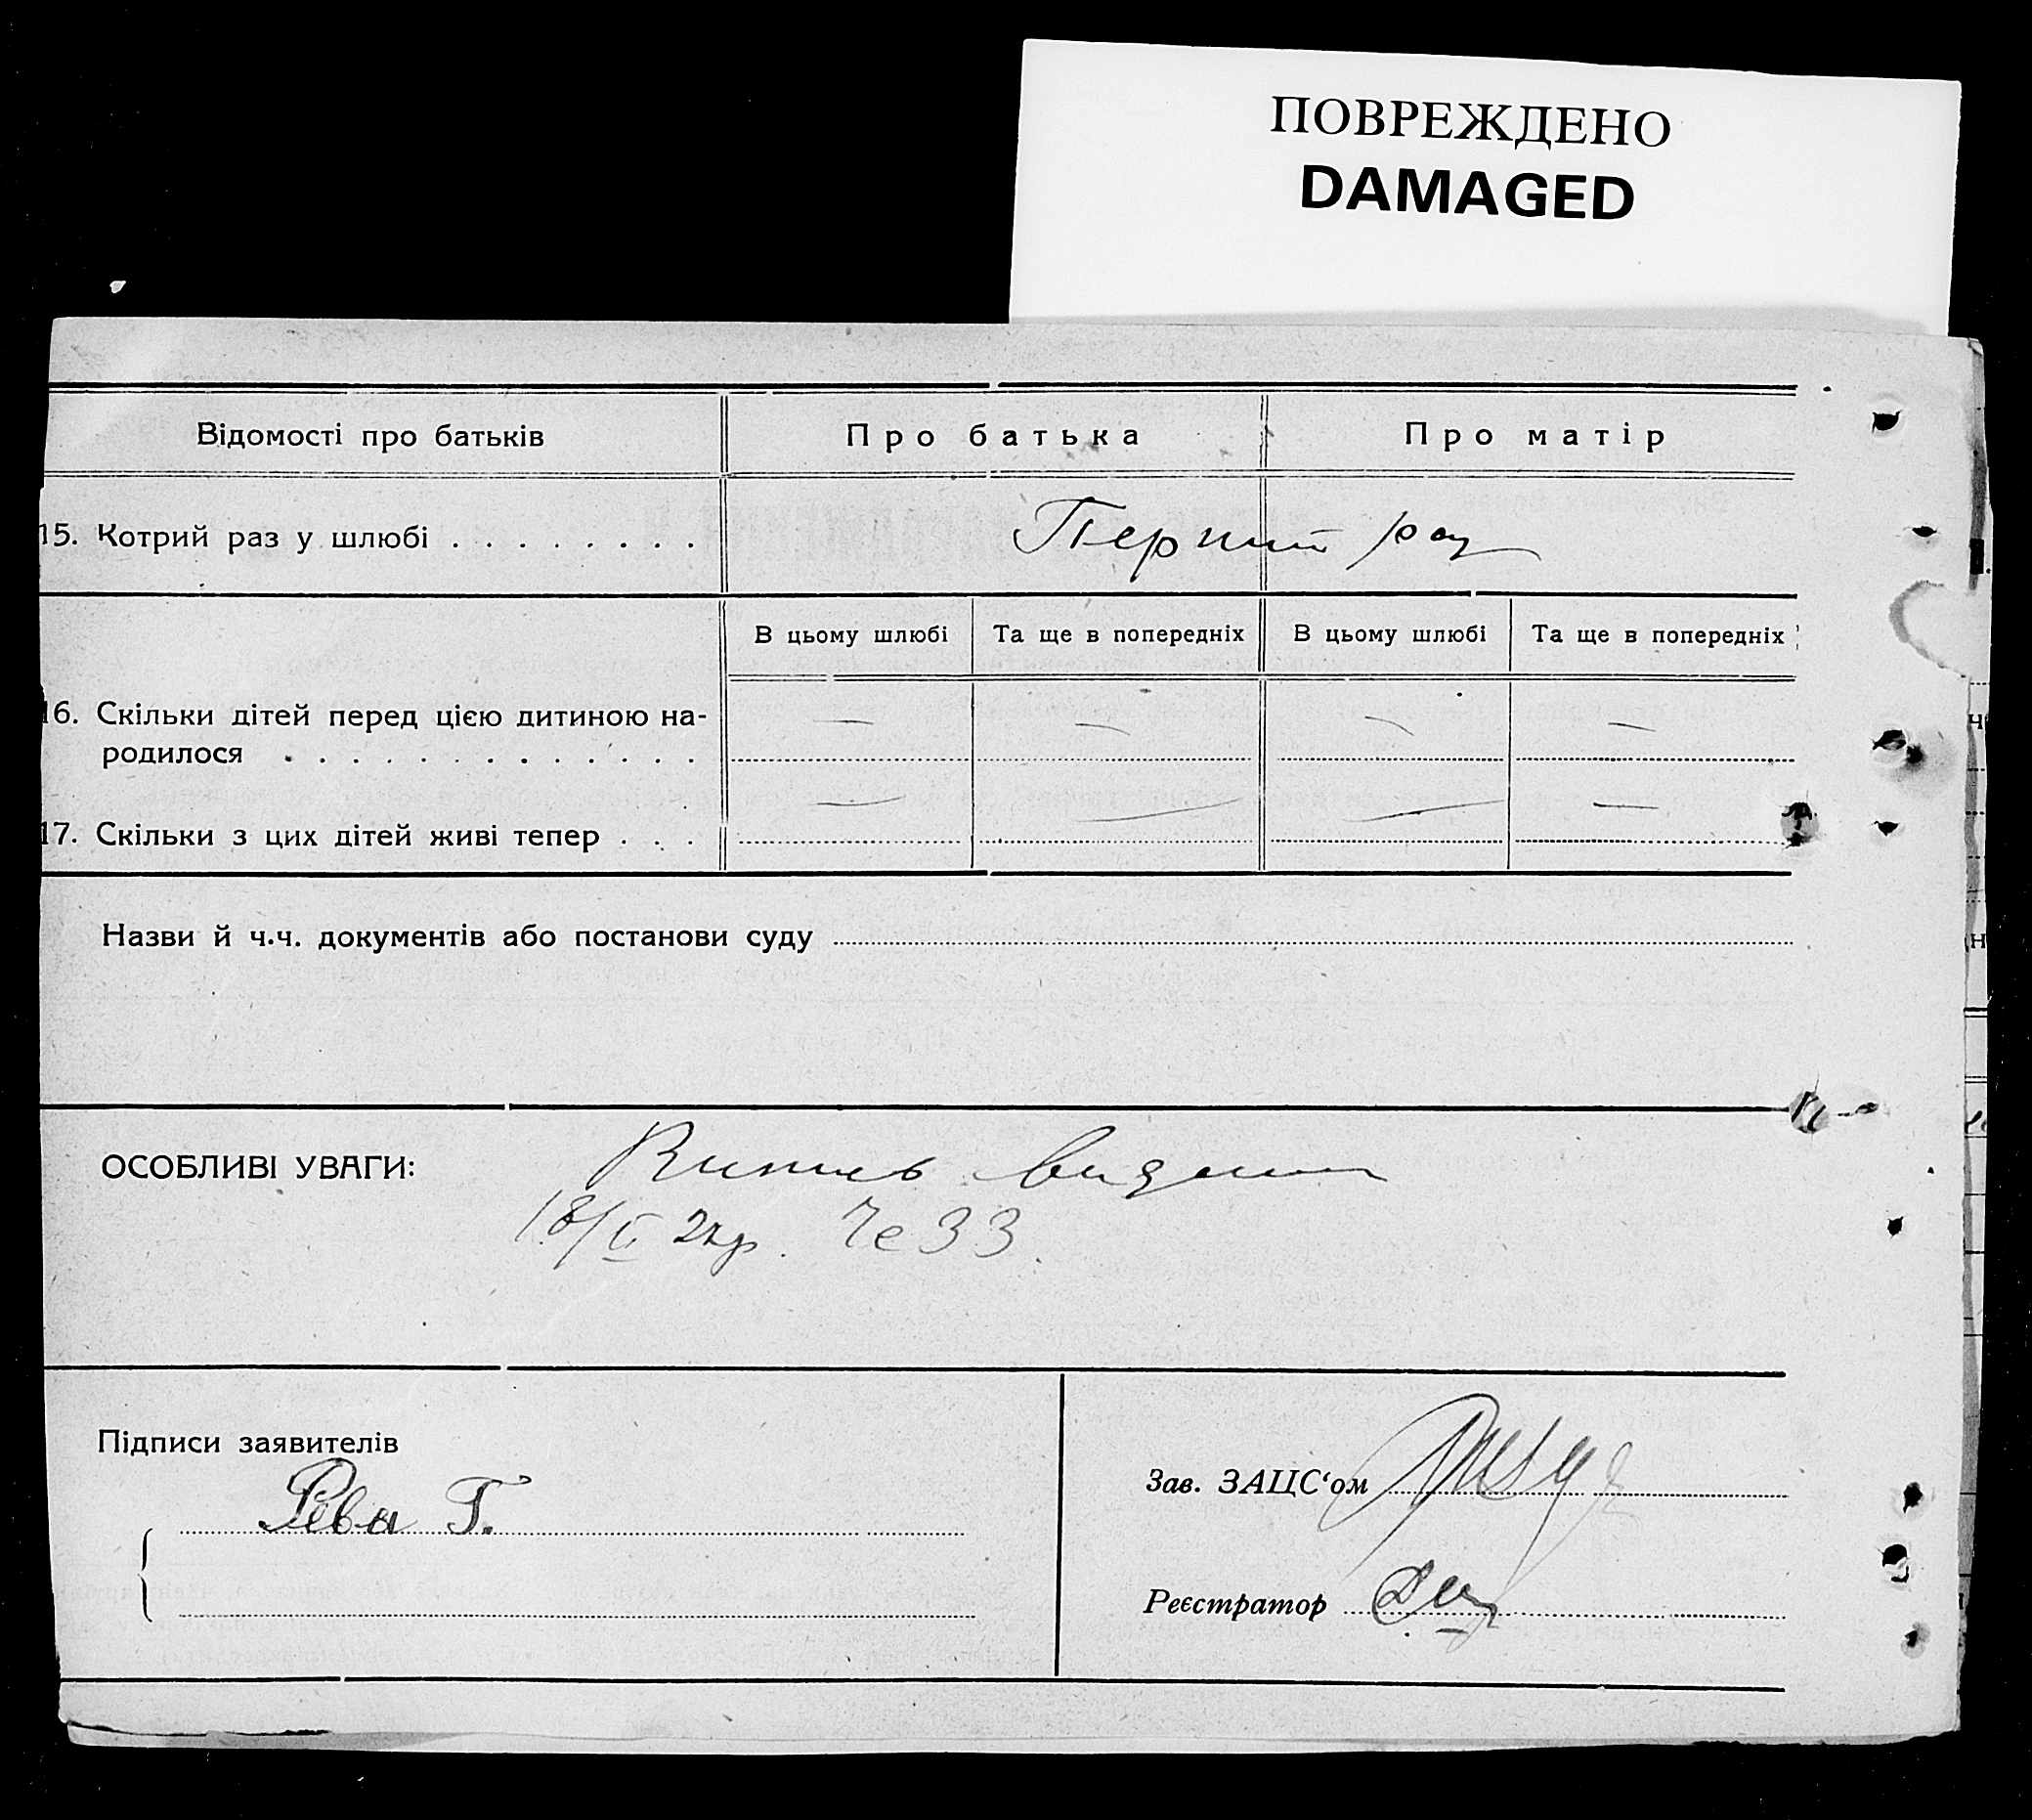 ПОВРЕЖДЕНО
DAMAGED
Відомості про батьків
Про батька
Про матір
15. Котрий раз у шлюбі . . . . . . . .
Перший раз
В цьому шлюбі
Та ще в попередніх
В цьому шлюбі
Та ще в попередніх
16. Скільки дітей перед цією дитиною на-
родилося . . . . . . . . . . . . .
— — — —
17. Скільки з цих дітей живі тепер . . .
— — — —
Назви й ч.ч. документів або постанови суду
ОСОБЛИВІ УВАГИ:
33.
Підписи заявителів
Рева Г.
Зав. ЗАЦС‘ом
Реєстратор